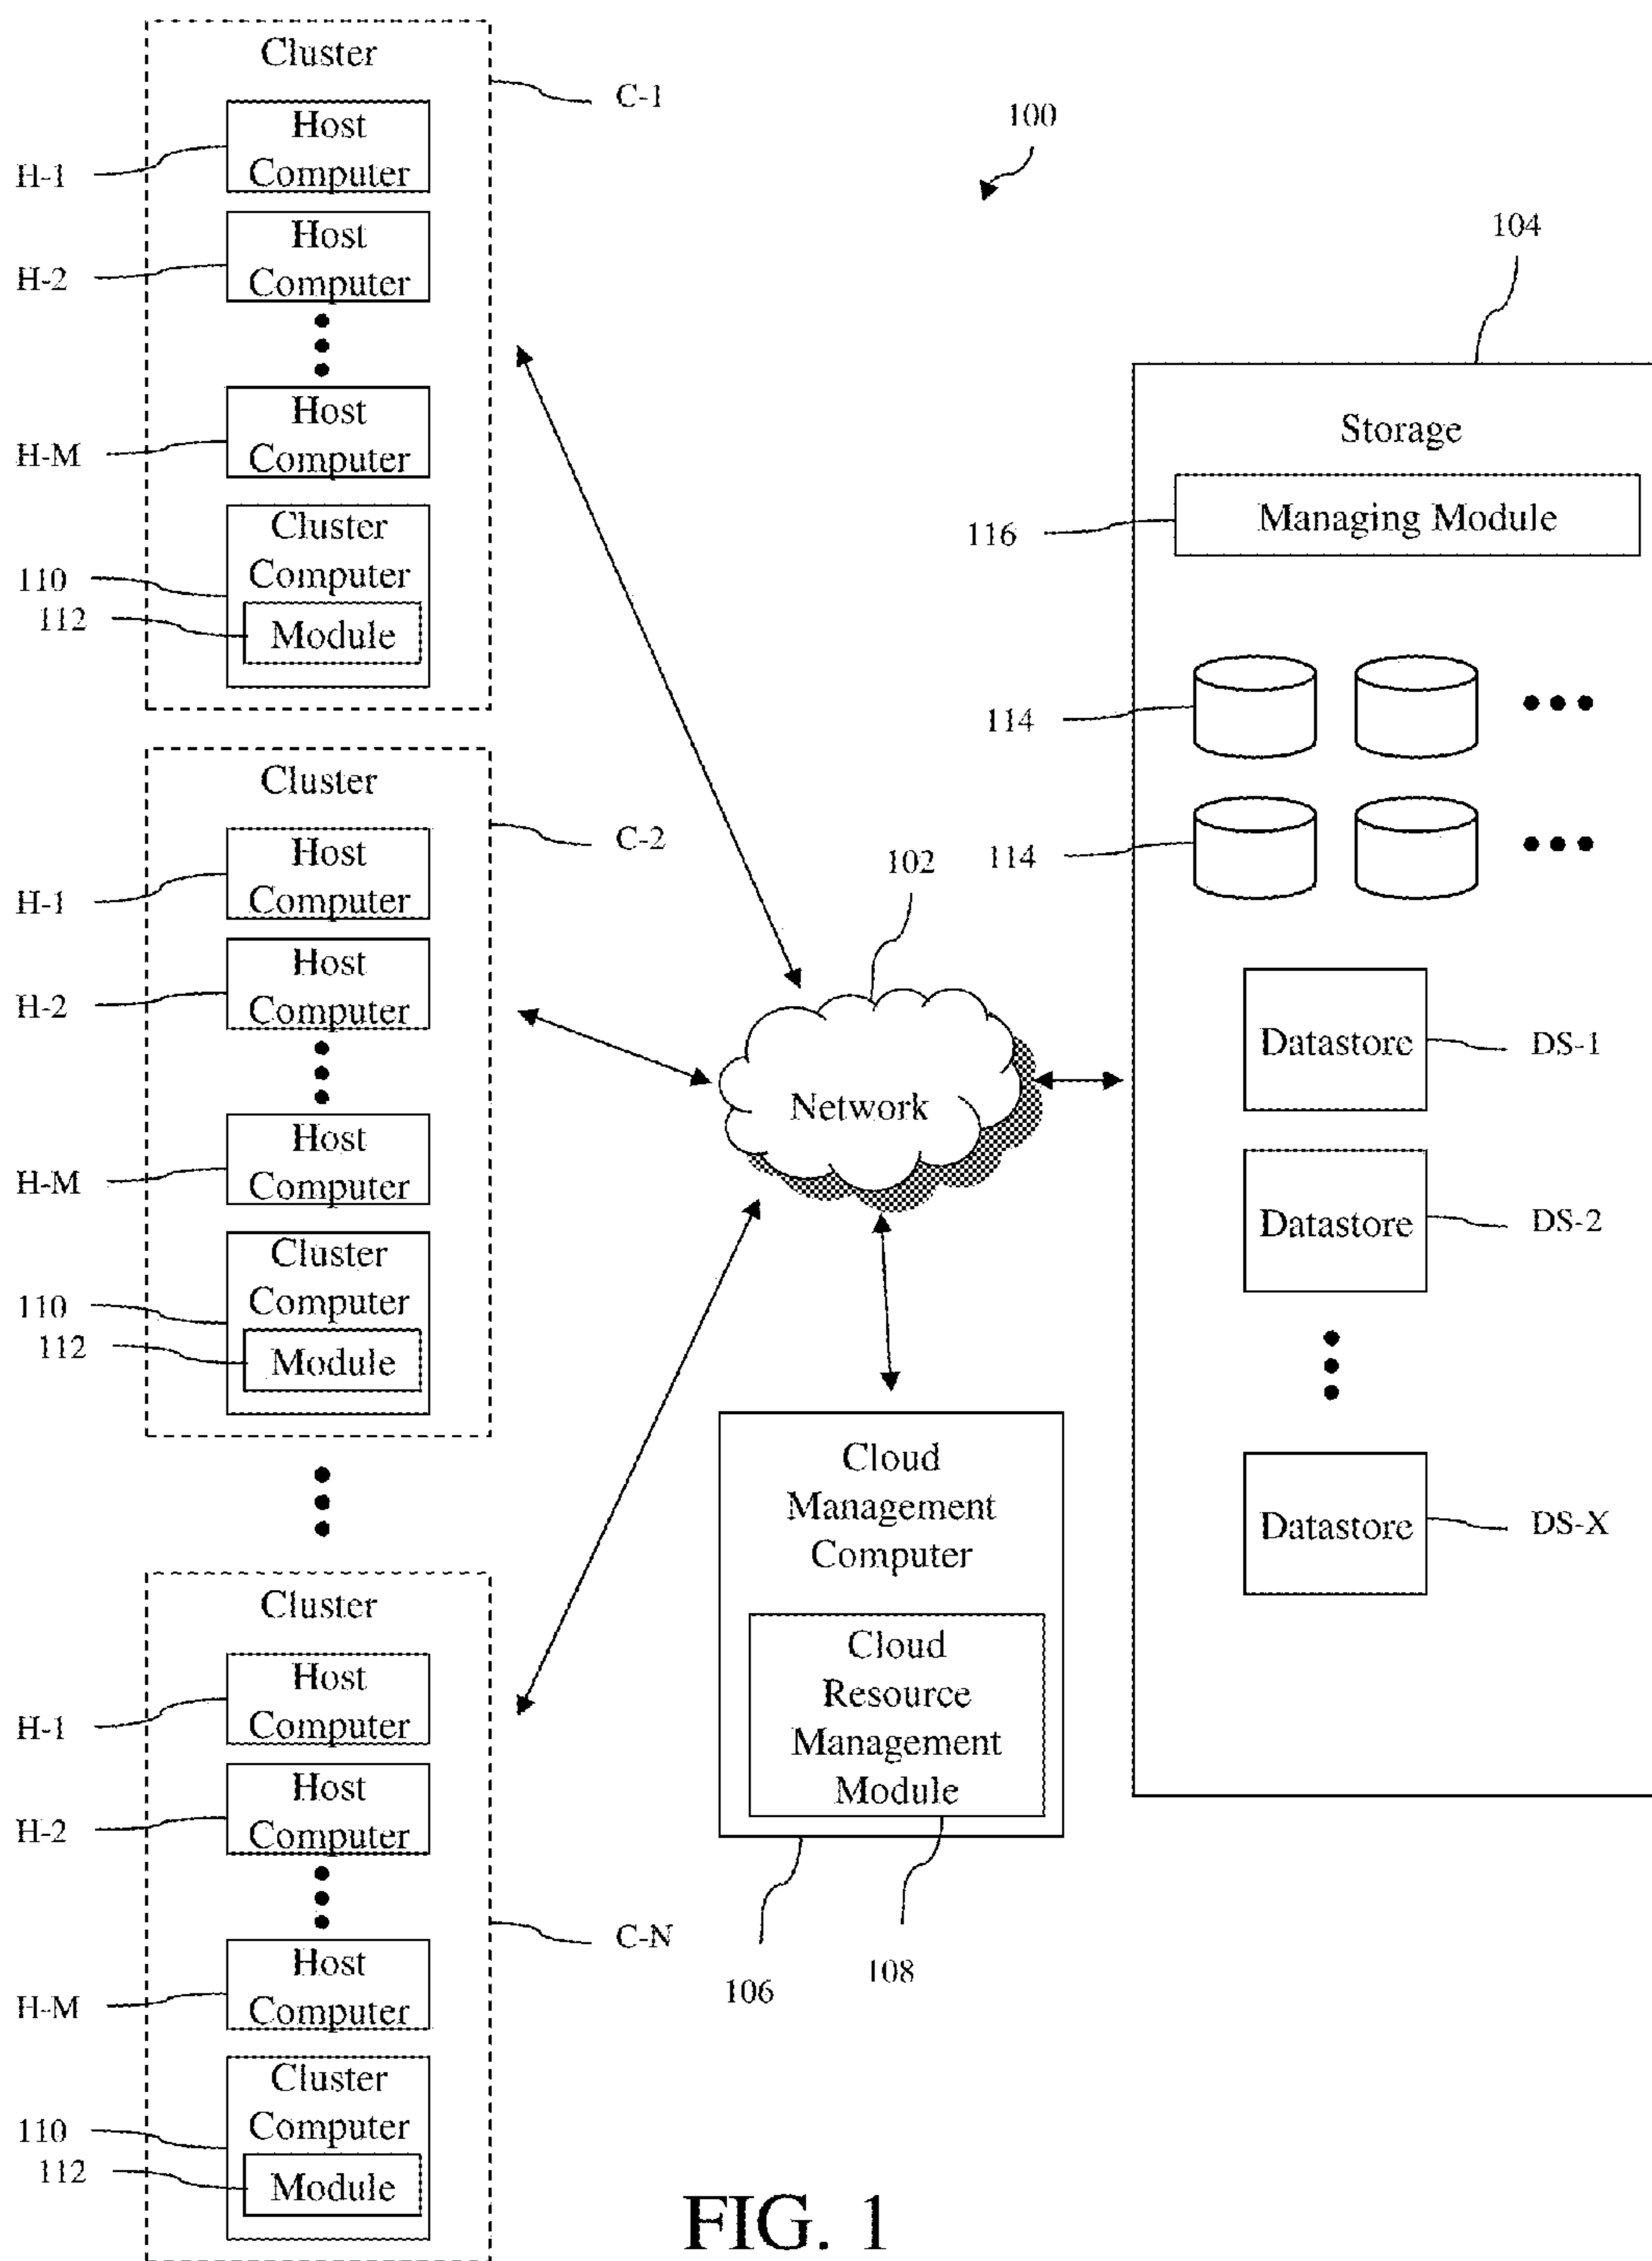 Cluster
C-1
Host
Computer
H-1
Host
Computer
H-2
Host
Computer
H-M
Cluster
Computer
110
Module
112
Cluster
C-2
Host
Computer
H-1
Host
Computer
H-2
Host
Computer
H-M
Cluster
Computer
110
Module
112
Cluster
Host
Computer
H-1
Host
Computer
H-2
C-N
Host
Computer
H-M
Cluster
Computer
110
Module
112
100
102
Network
Cloud
Management
Computer
Cloud
Resource
Management
Module
106
108
104
Storage
Managing Module
116
114
114
Datastore
DS-1
Datastore
DS-2
Datastore
DS-X
FIG. 1